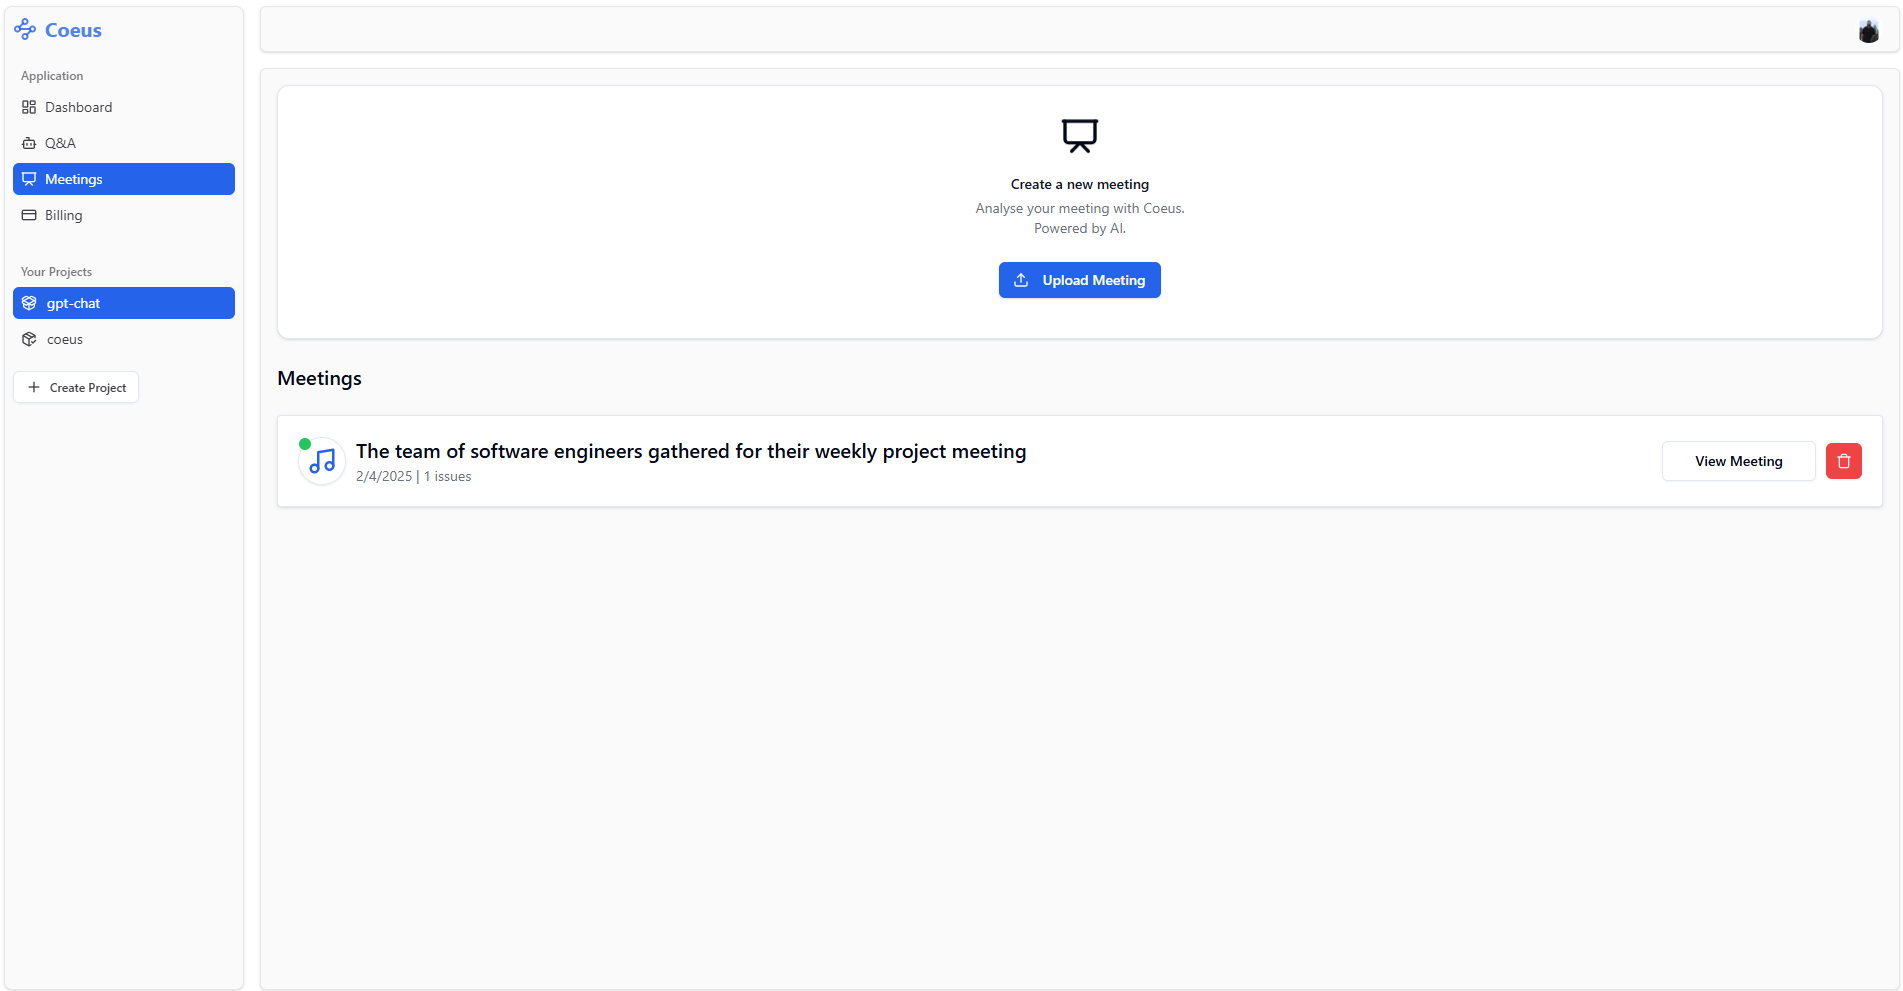 Coeus
Application
Dashboard
Q&A
Meetings
Billing
Your Projects
gpt-chat
coeus
Create Project
Create a new meeting
Analyse your meeting with Coeus.
Powered by AI.
Upload Meeting
Meetings
The team of software engineers gathered for their weekly project meeting
2/4/2025 | 1 issues
View Meeting